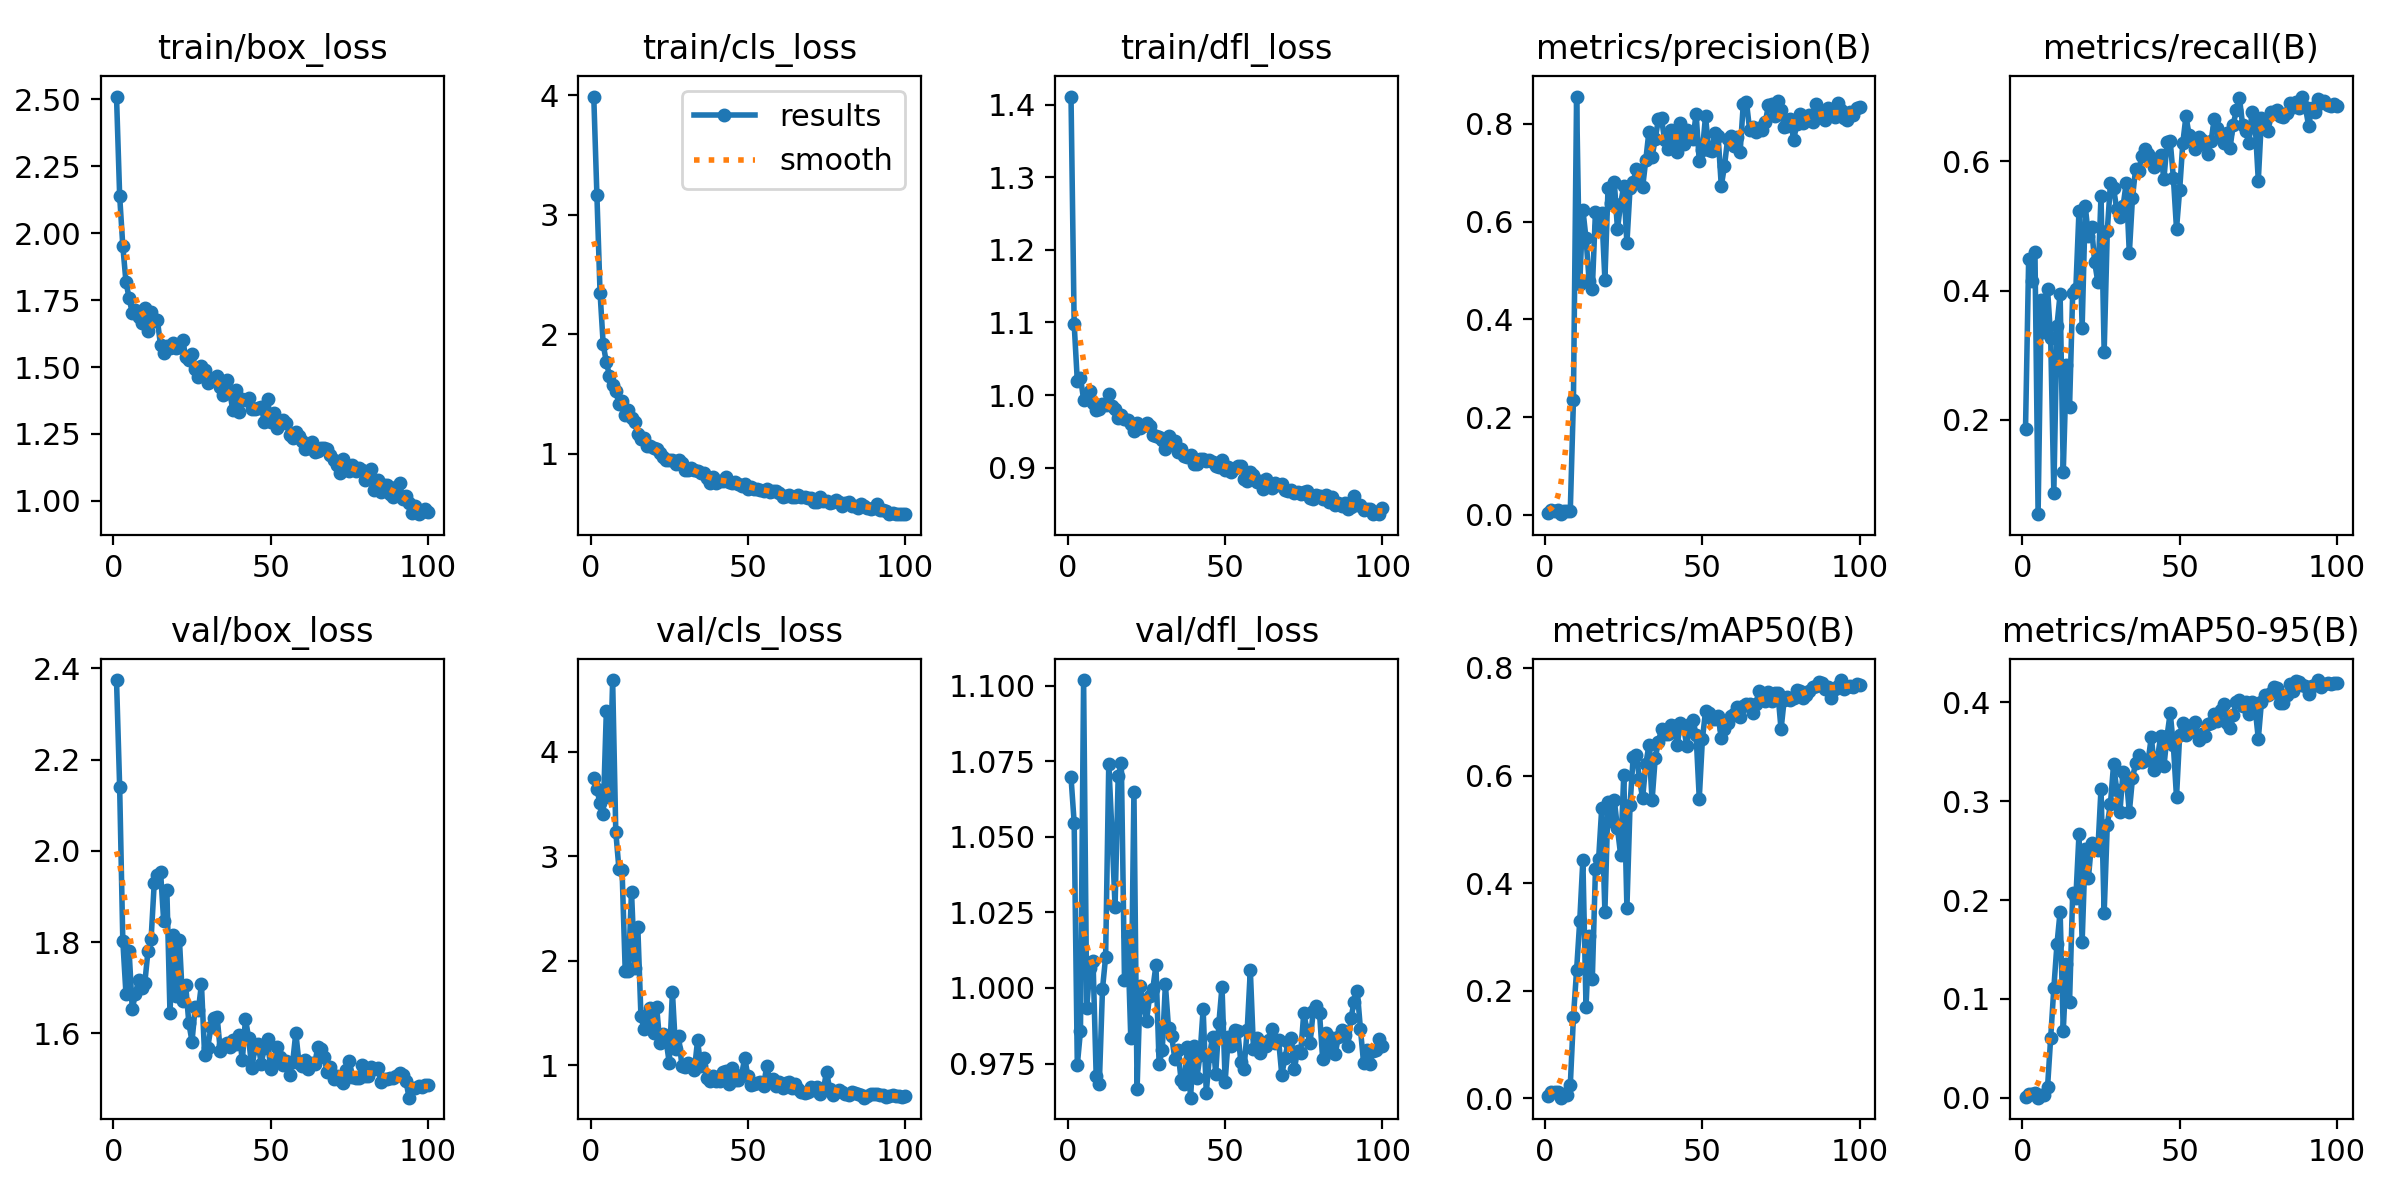 train/box_loss
2.50
2.25
2.00
1.75
1.50
1.25
1.00
0 50 100
train/cls_loss
results
smooth
4
3
2
1
0 50 100
train/dfl_loss
1.4
1.3
1.2
1.1
1.0
0.9
0 50 100
metrics/precision(B)
0.8
0.6
0.4
0.2
0.0
0 50 100
metrics/recall(B)
0.6
0.4
0.2
0 50 100
val/box_loss
2.4
2.2
2.0
1.8
1.6
0 50 100
val/cls_loss
4
3
2
1
0 50 100
val/dfl_loss
1.100
1.075
1.050
1.025
1.000
0.975
0 50 100
metrics/mAP50(B)
0.8
0.6
0.4
0.2
0.0
0 50 100
metrics/mAP50-95(B)
0.4
0.3
0.2
0.1
0.0
0 50 100